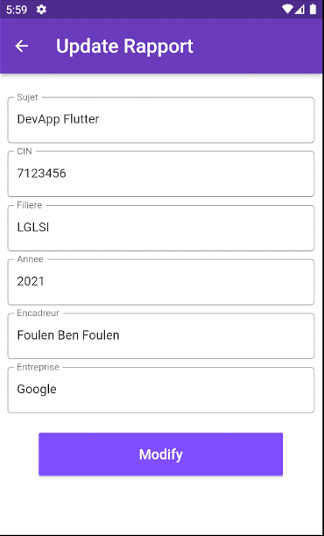 5:59
Update Rapport
Sujet
DevApp Flutter
CIN
7123456
Filiere
LGLSI
Annee
2021
Encadreur
Foulen Ben Foulen
Entreprise
Google
Modify